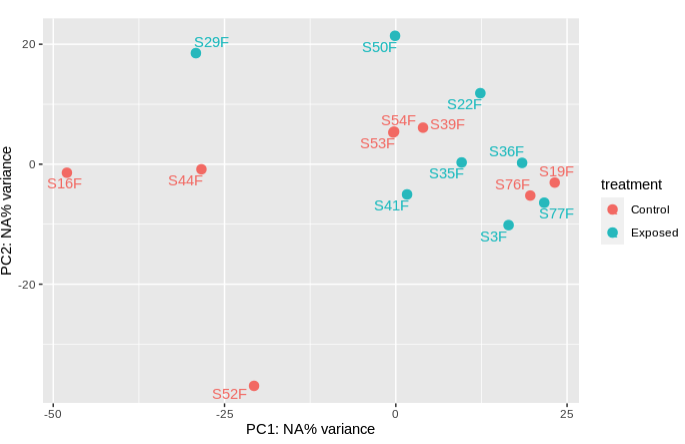 20
0
-20
-50
-25
0
25
PC2: NA% variance
PC1: NA% variance
S29F
S50F
S22F
S54F
S39F
S53F
S36F
S35F
S19F
S76F
S16F
S44F
S41F
S77F
S3F
S52F
treatment
Control
Exposed